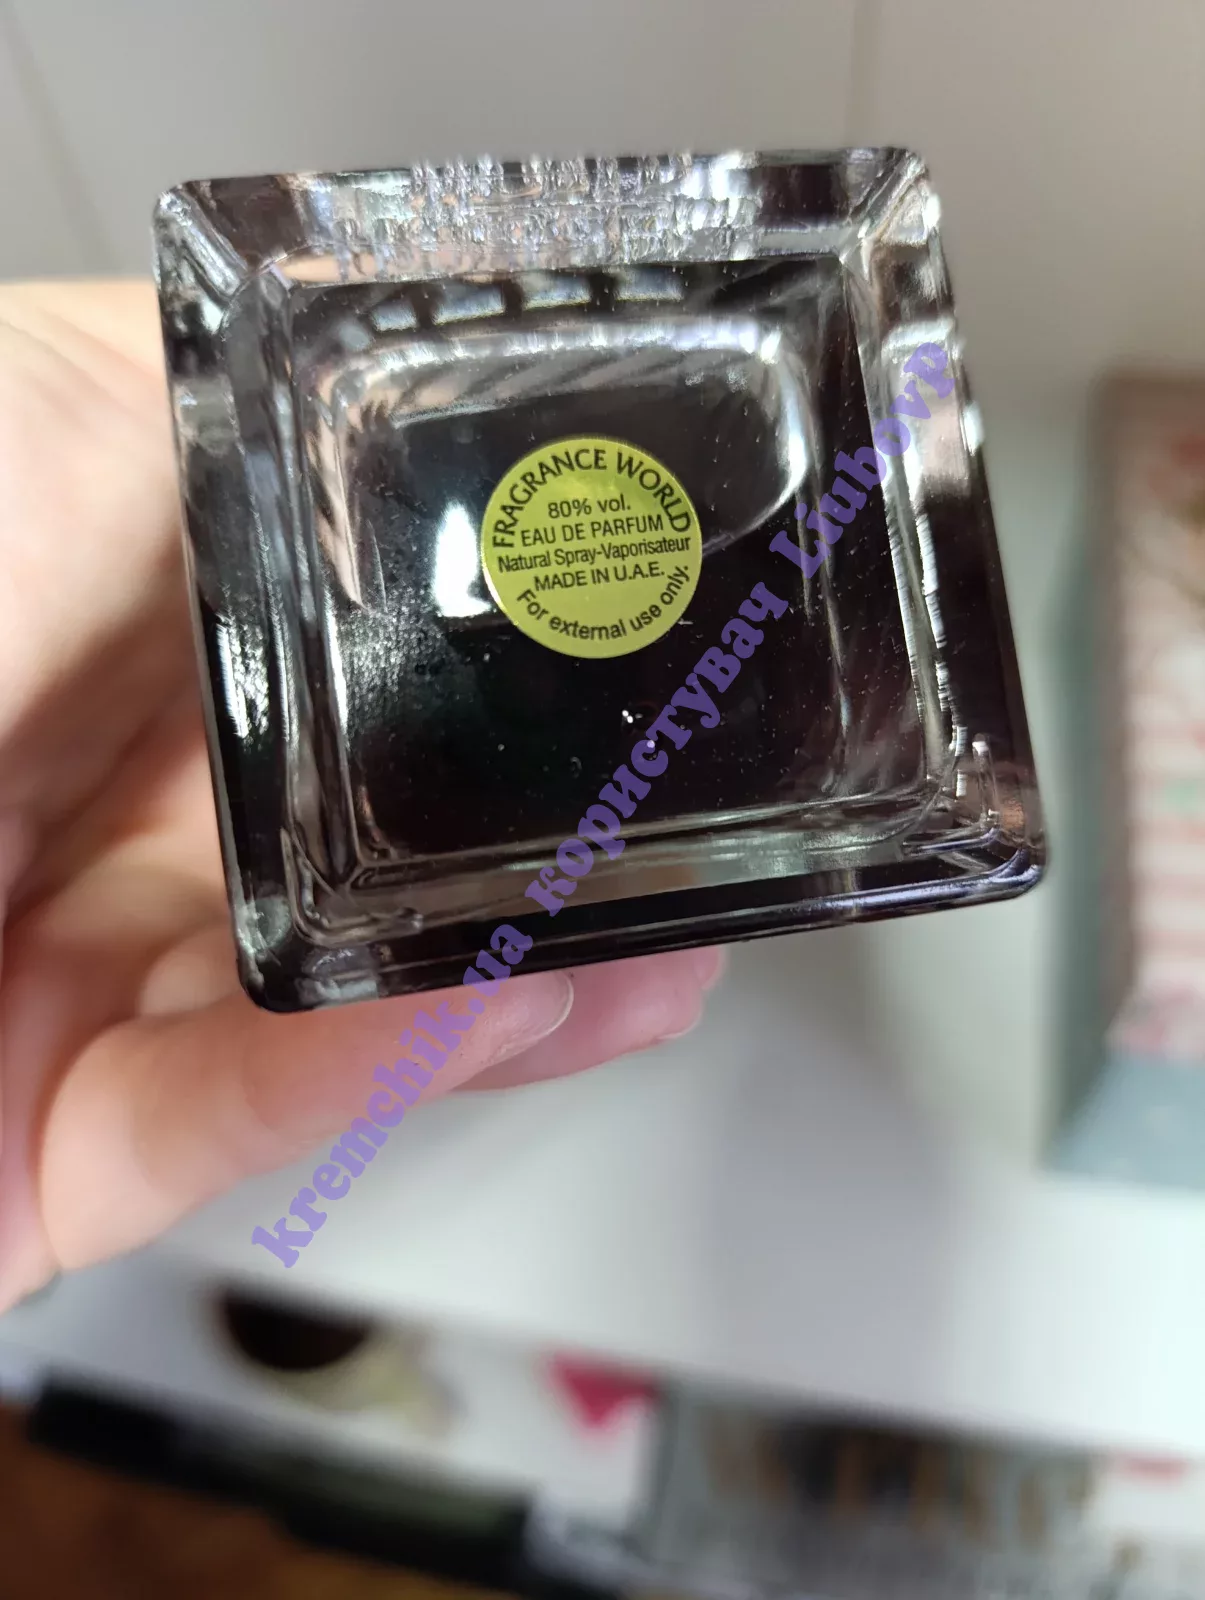 FRAGRANCE WORLD
80% vol.
EAU DE PARFUM
Natural Spray-Vaporisateur
MADE IN U.A.E.
For external use only.
kremchik.ua користувач Liubovp